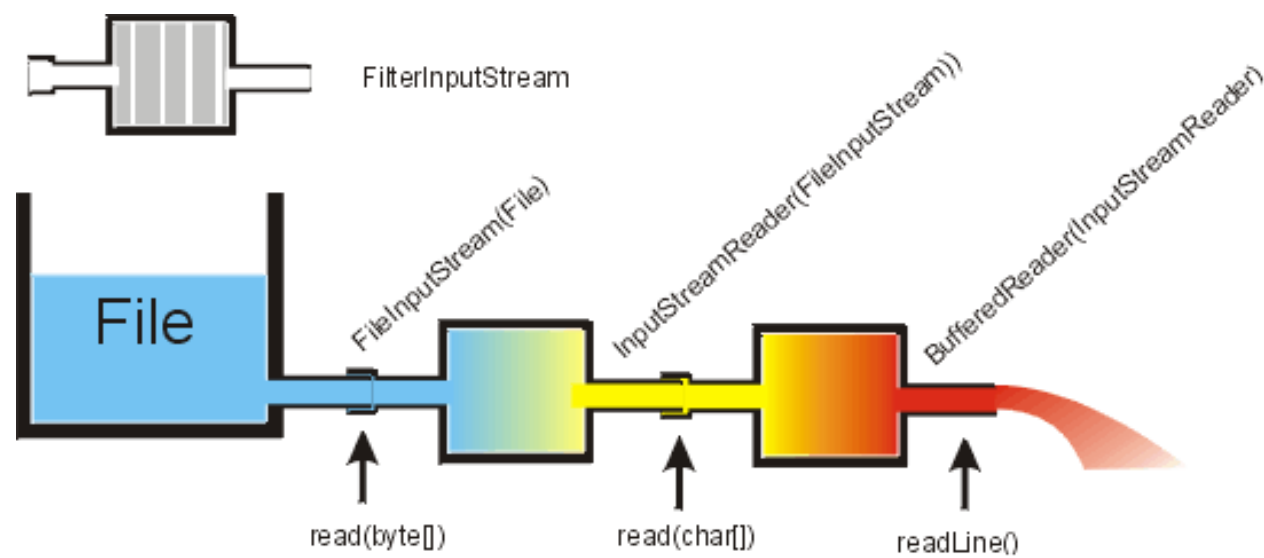 FilterInputStream
File
FileInputStream(File)
InputStreamReader(FileInputStream))
BufferedReader(InputStreamReader)
read(byte[])
read(char[])
readLine()